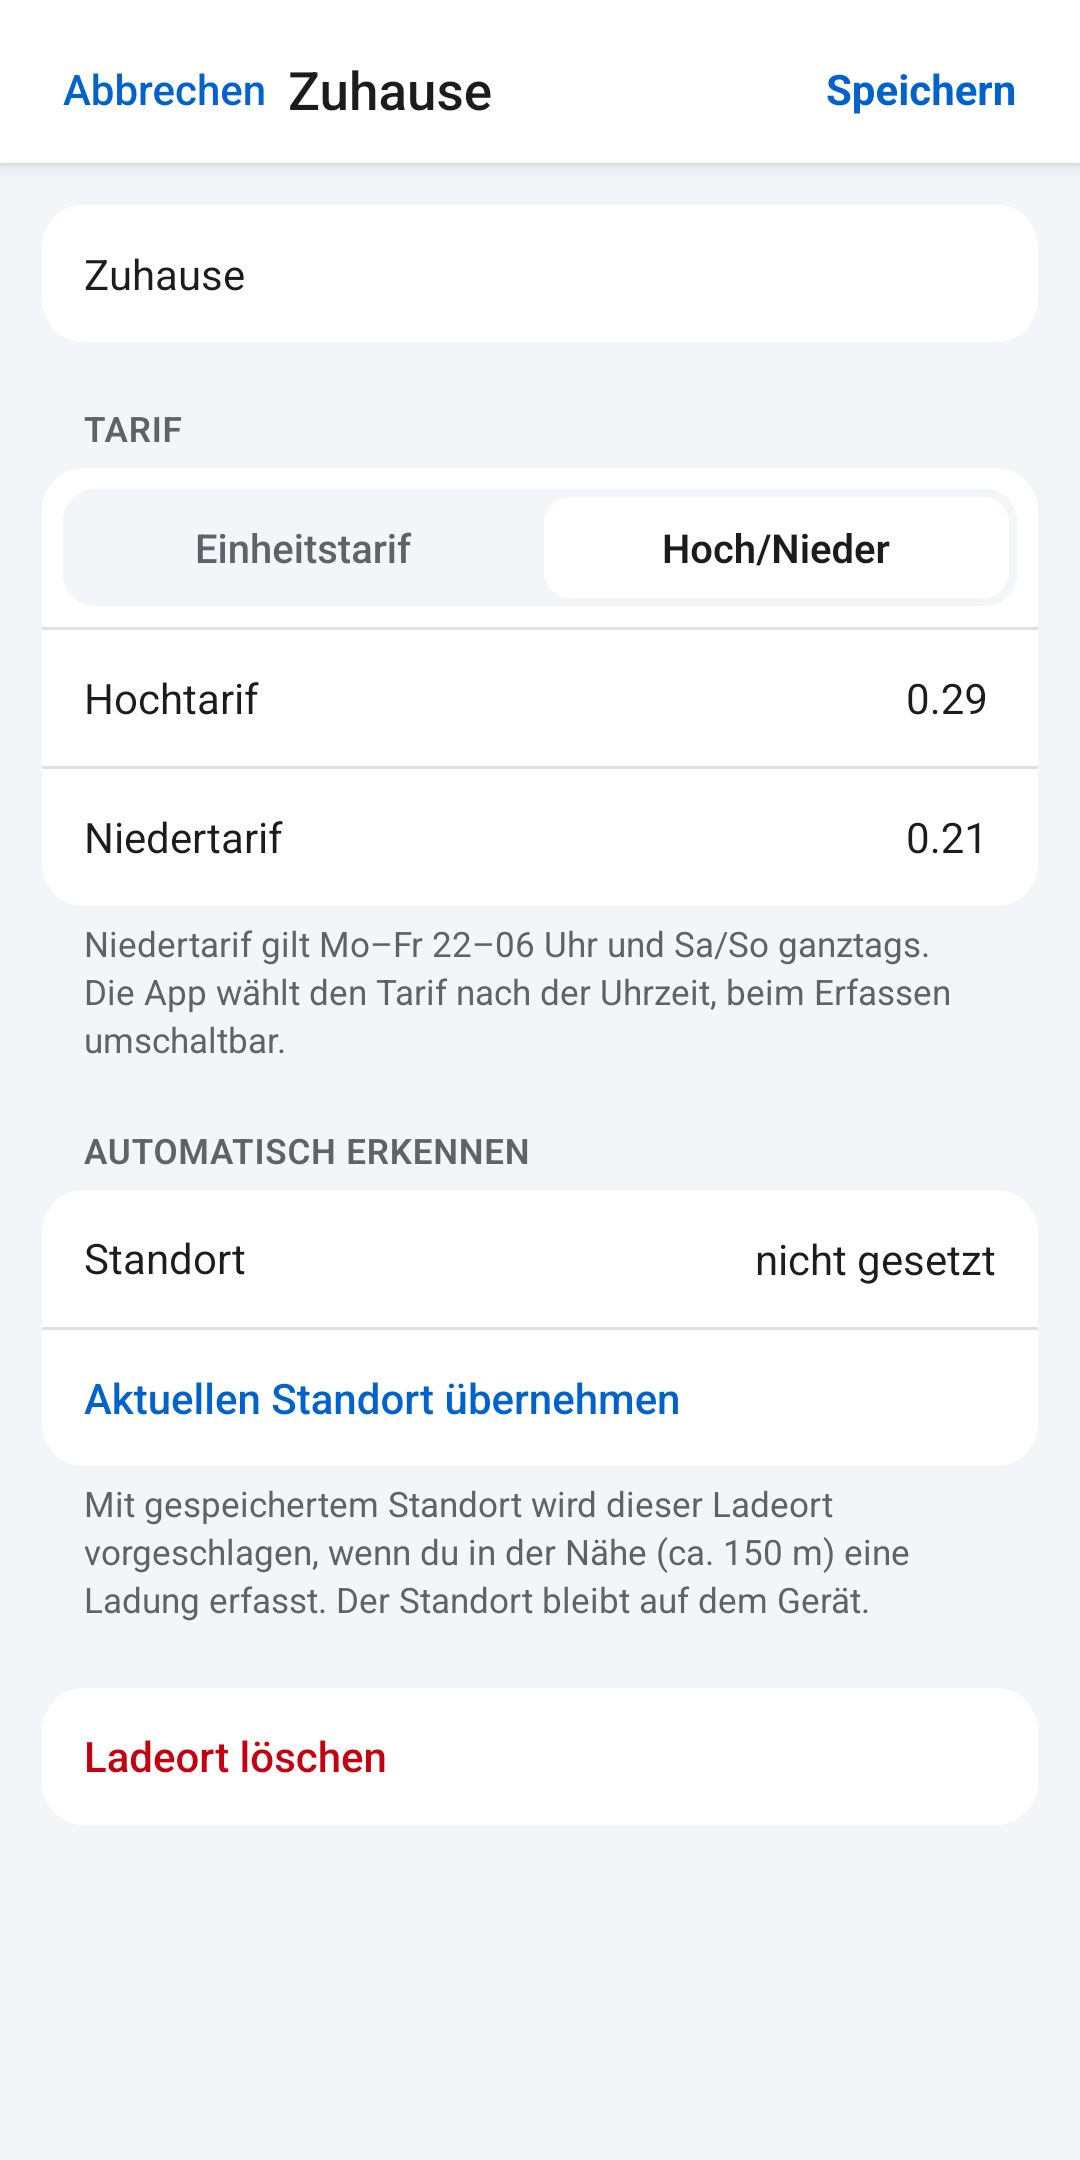 Abbrechen Zuhause Speichern
Zuhause
TARIF
Einheitstarif Hoch/Nieder
Hochtarif 0.29
Niedertarif 0.21
Niedertarif gilt Mo–Fr 22–06 Uhr und Sa/So ganztags.
Die App wählt den Tarif nach der Uhrzeit, beim Erfassen
umschaltbar.
AUTOMATISCH ERKENNEN
Standort nicht gesetzt
Aktuellen Standort übernehmen
Mit gespeichertem Standort wird dieser Ladeort
vorgeschlagen, wenn du in der Nähe (ca. 150 m) eine
Ladung erfasst. Der Standort bleibt auf dem Gerät.
Ladeort löschen